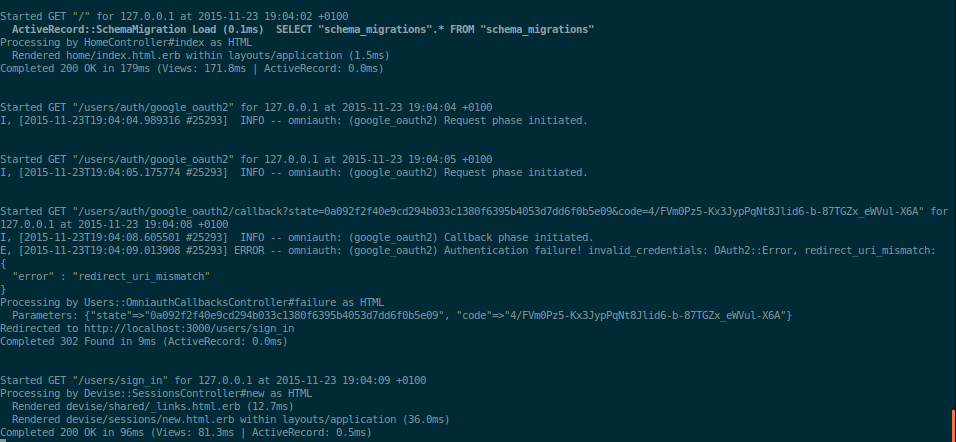 Started GET "/" for 127.0.0.1 at 2015-11-23 19:04:02 +0100
ActiveRecord::SchemaMigration Load (0.1ms)  SELECT "schema_migrations".* FROM "schema_migrations"
Processing by HomeController#index as HTML
Rendered home/index.html.erb within layouts/application (1.5ms)
Completed 200 OK in 179ms (Views: 171.8ms | ActiveRecord: 0.0ms)
Started GET "/users/auth/google_oauth2" for 127.0.0.1 at 2015-11-23 19:04:04 +0100
I, [2015-11-23T19:04:04.989316 #25293]  INFO -- omniauth: (google_oauth2) Request phase initiated.
Started GET "/users/auth/google_oauth2" for 127.0.0.1 at 2015-11-23 19:04:05 +0100
I, [2015-11-23T19:04:05.175774 #25293]  INFO -- omniauth: (google_oauth2) Request phase initiated.
Started GET "/users/auth/google_oauth2/callback?state=0a092f2f40e9cd294b033c1380f6395b4053d7dd6f0b5e09&code=4/FVm0Pz5-Kx3JypPqNt8Jlid6-b-87TGZx_eWVul-X6A" for
127.0.0.1 at 2015-11-23 19:04:08 +0100
I, [2015-11-23T19:04:08.605501 #25293]  INFO -- omniauth: (google_oauth2) Callback phase initiated.
E, [2015-11-23T19:04:09.013908 #25293] ERROR -- omniauth: (google_oauth2) Authentication failure! invalid_credentials: OAuth2::Error, redirect_uri_mismatch:
{
"error" : "redirect_uri_mismatch"
}
Processing by Users::OmniauthCallbacksController#failure as HTML
Parameters: {"state"=>"0a092f2f40e9cd294b033c1380f6395b4053d7dd6f0b5e09", "code"=>"4/FVm0Pz5-Kx3JypPqNt8Jlid6-b-87TGZx_eWVul-X6A"}
Redirected to http://localhost:3000/users/sign_in
Completed 302 Found in 9ms (ActiveRecord: 0.0ms)
Started GET "/users/sign_in" for 127.0.0.1 at 2015-11-23 19:04:09 +0100
Processing by Devise::SessionsController#new as HTML
Rendered devise/shared/_links.html.erb (12.7ms)
Rendered devise/sessions/new.html.erb within layouts/application (36.0ms)
Completed 200 OK in 96ms (Views: 81.3ms | ActiveRecord: 0.5ms)